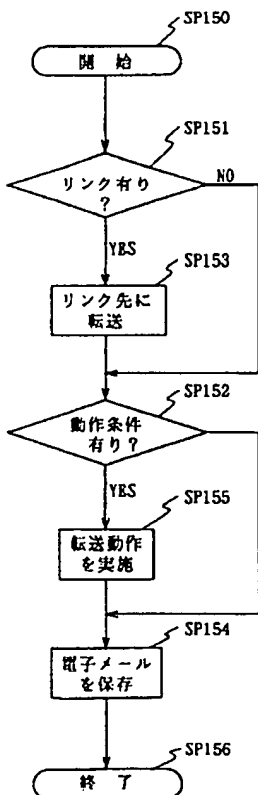 SP150
開 始
SP151
リンク有り
?
NO
YES
SP153
リンク先に
転送
SP152
動作条件
有り?
YES
SP155
転送動作
を実施
SP154
電子メール
を保存
SP156
終 了